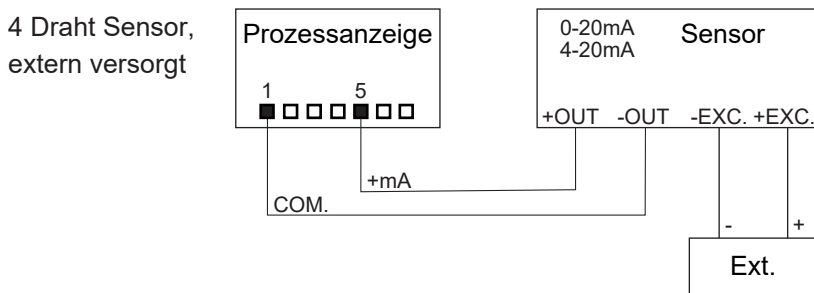 4 Draht Sensor,
extern versorgt
Prozessanzeige
1 5
0-20mA
4-20mA
Sensor
+OUT -OUT -EXC. +EXC.
+mA
COM.
- +
Ext.